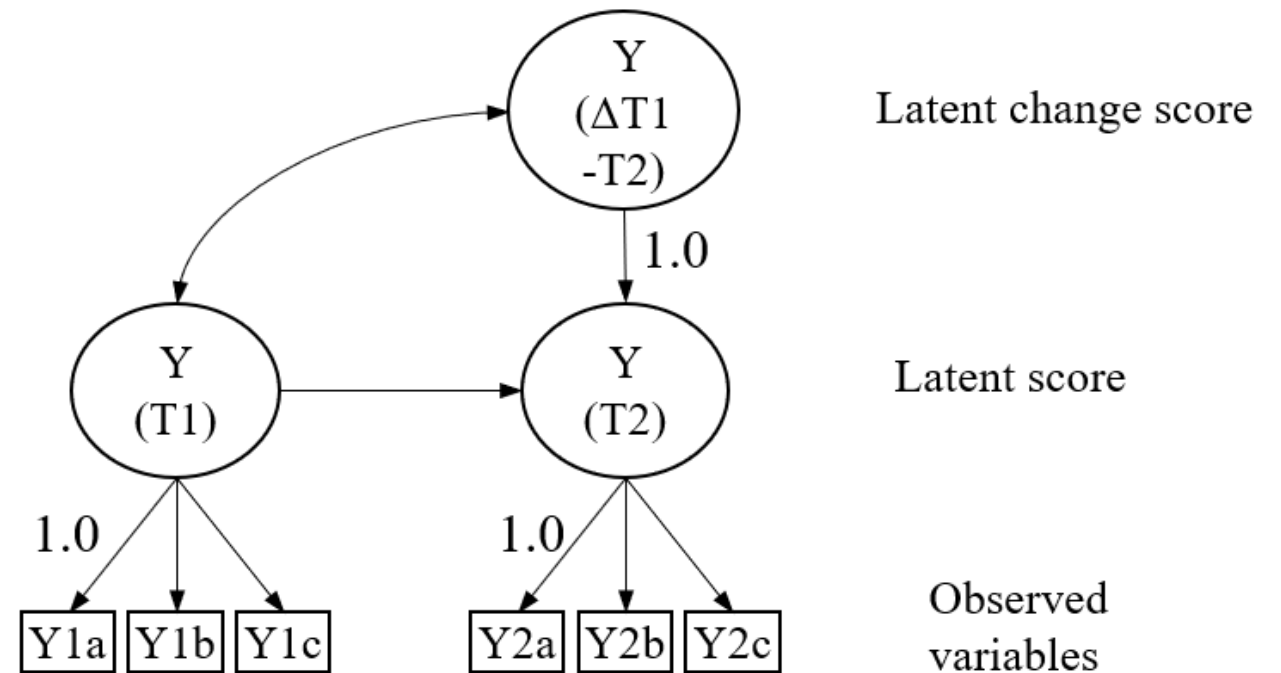 Y
(ΔT1
-T2)
Latent change score
1.0
Y
(T1)
Y
(T2)
Latent score
1.0
1.0
Y1a Y1b Y1c Y2a Y2b Y2c
Observed
variables